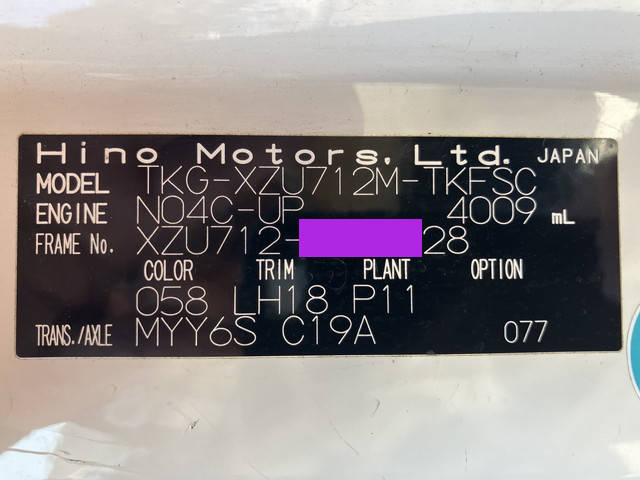 Hino Motors, Ltd. JAPAN
MODEL TKG-XZU712M-TKFSC
ENGINE N04C-UP 4009 mL
FRAME No. XZU712- 28
COLOR TRIM PLANT OPTION
058 LH18 P11
TRANS./AXLE MYY6S C19A 077